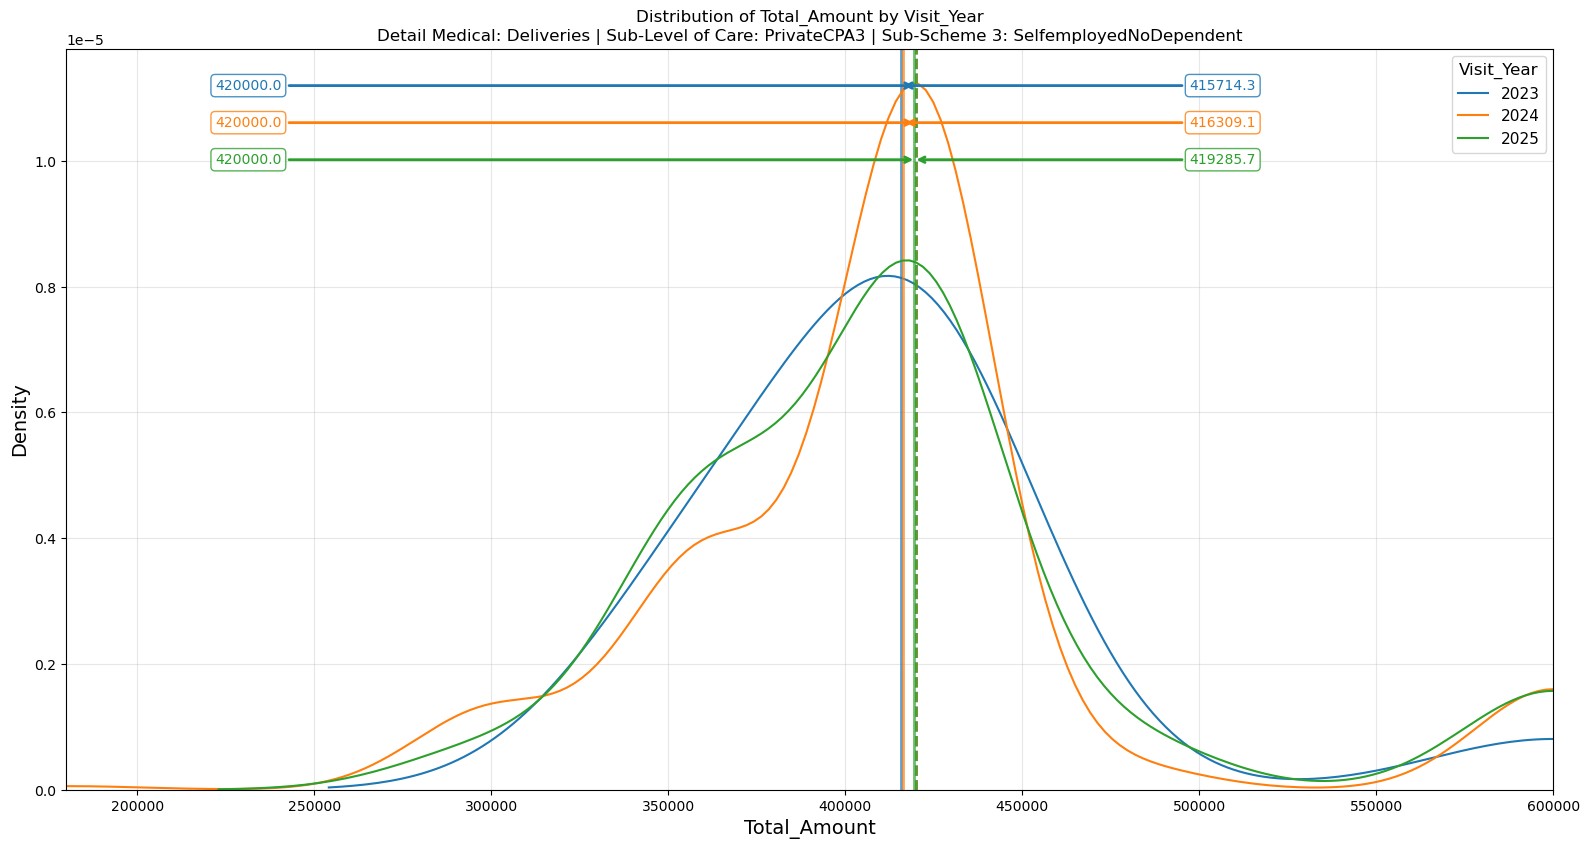 Distribution of Total_Amount by Visit_Year
Detail Medical: Deliveries | Sub-Level of Care: PrivateCPA3 | Sub-Scheme 3: SelfemployedNoDependent
1e−5
Visit_Year
2023
2024
2025
420000.0
415714.3
420000.0
416309.1
420000.0
419285.7
1.0
0.8
0.6
0.4
0.2
0.0
Density
200000 250000 300000 350000 400000 450000 500000 550000 600000
Total_Amount